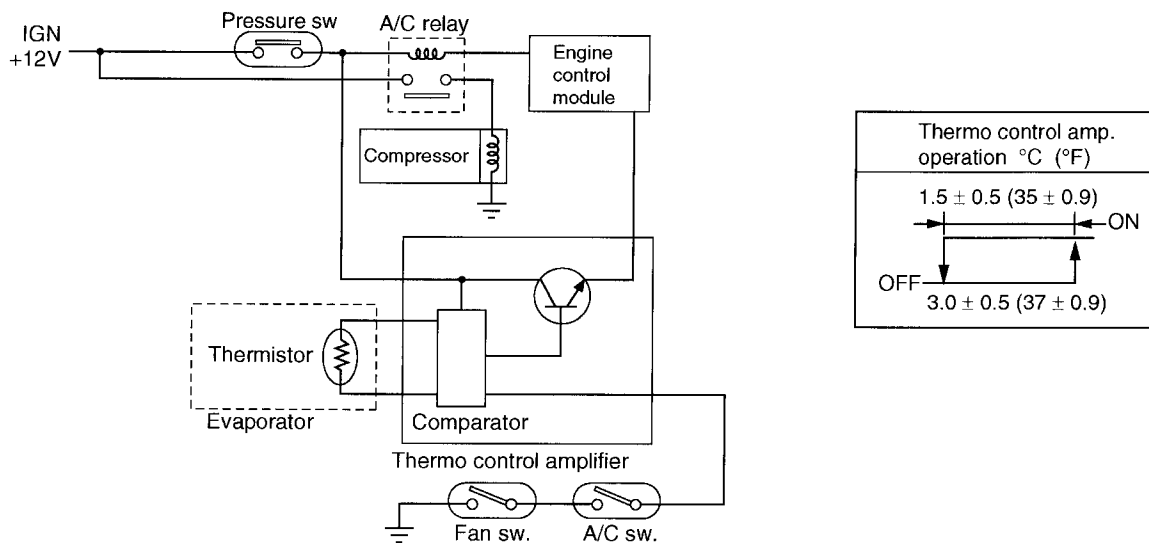 Pressure sw
A/C relay
IGN
+12V
Engine
control
module
Compressor
Thermistor
Evaporator
Comparator
Thermo control amplifier
Fan sw.
A/C sw.
Thermo control amp.
operation °C (°F)
1.5 ± 0.5 (35 ± 0.9)
ON
OFF
3.0 ± 0.5 (37 ± 0.9)